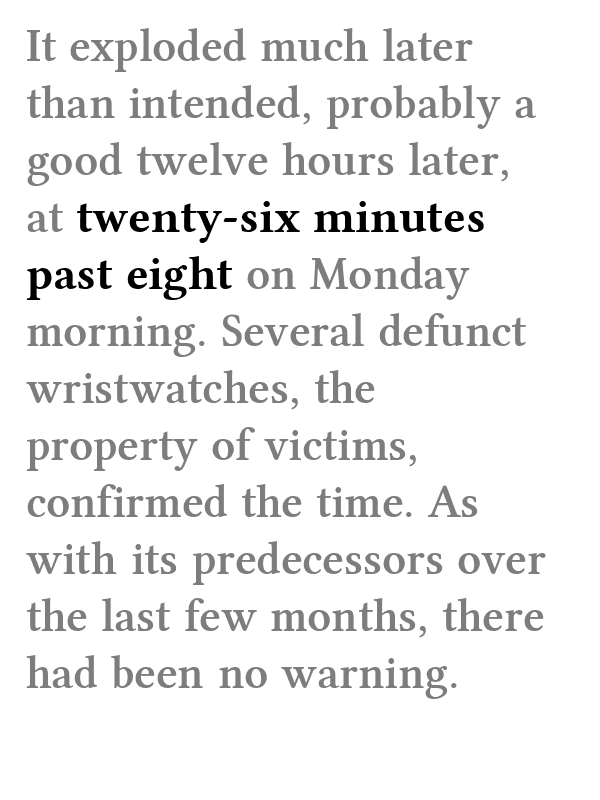 It exploded much later
than intended, probably a
good twelve hours later,
at twenty-six minutes
past eight on Monday
morning. Several defunct
wristwatches, the
property of victims,
confirmed the time. As
with its predecessors over
the last few months, there
had been no warning.